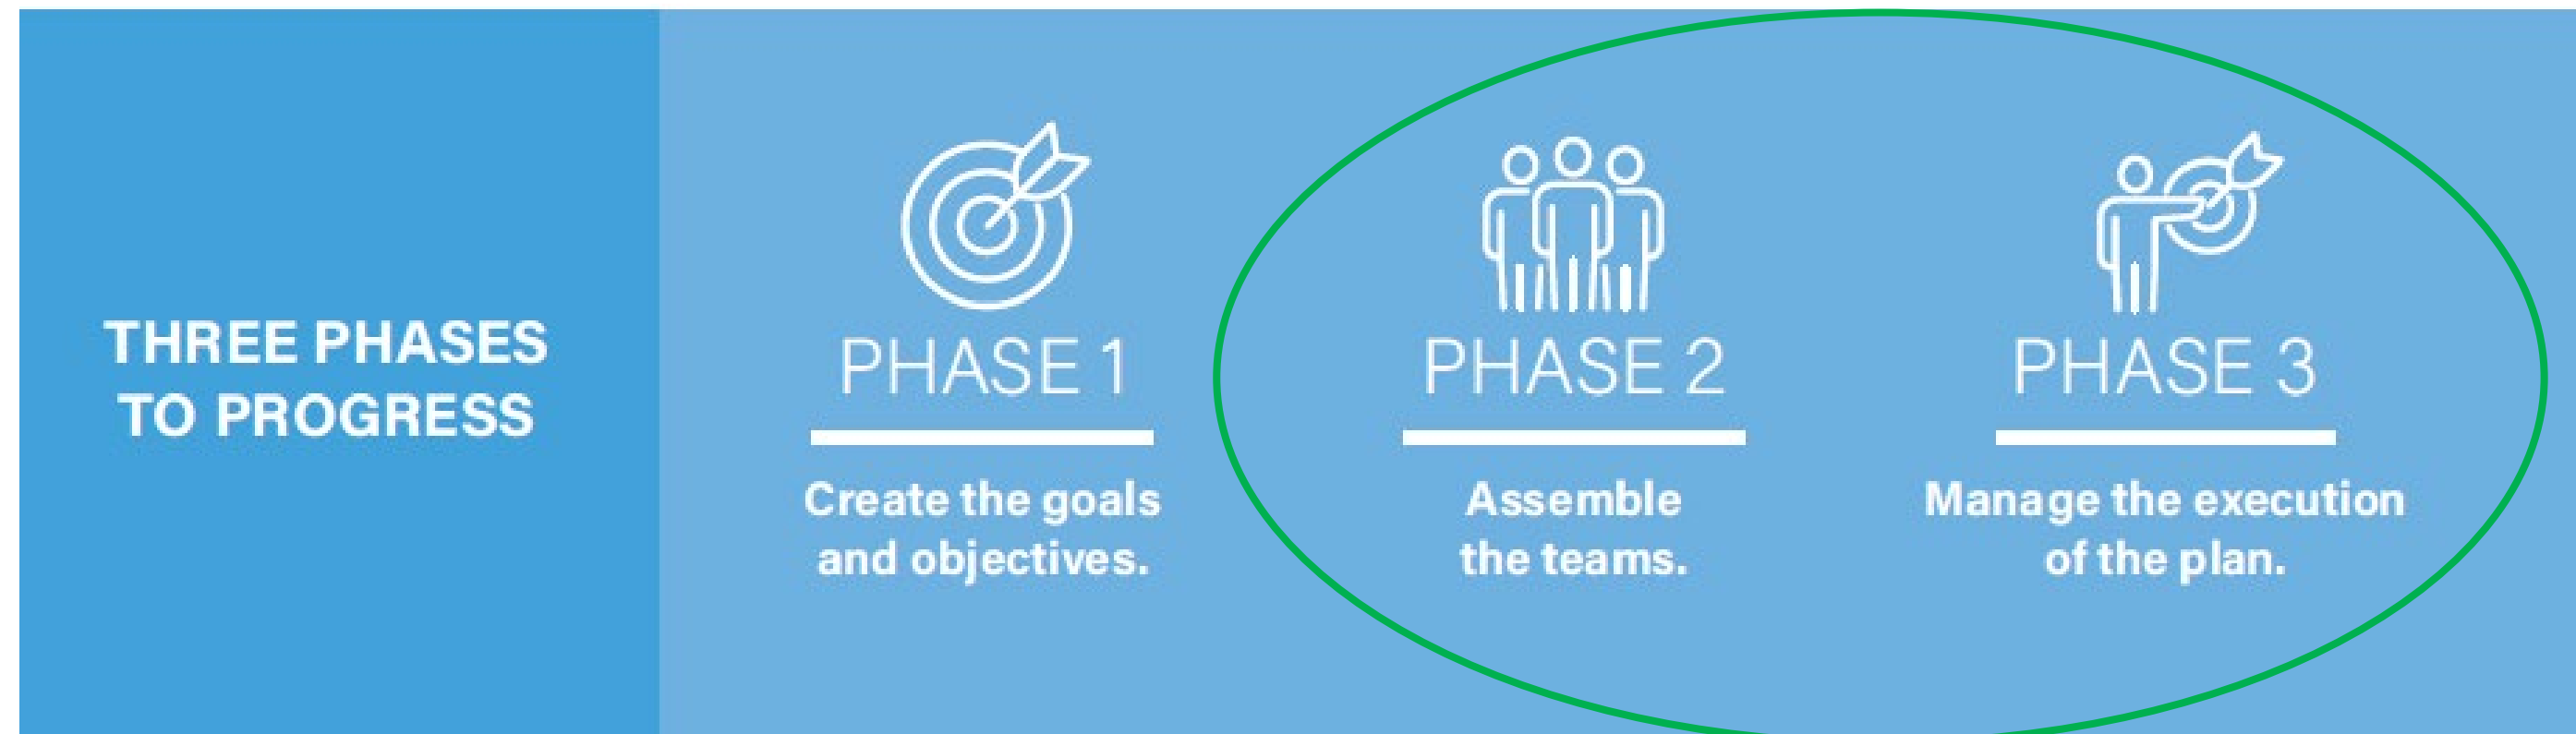 THREE PHASES
TO PROGRESS
PHASE 1
Create the goals
and objectives.
PHASE 2
Assemble
the teams.
PHASE 3
Manage the execution
of the plan.